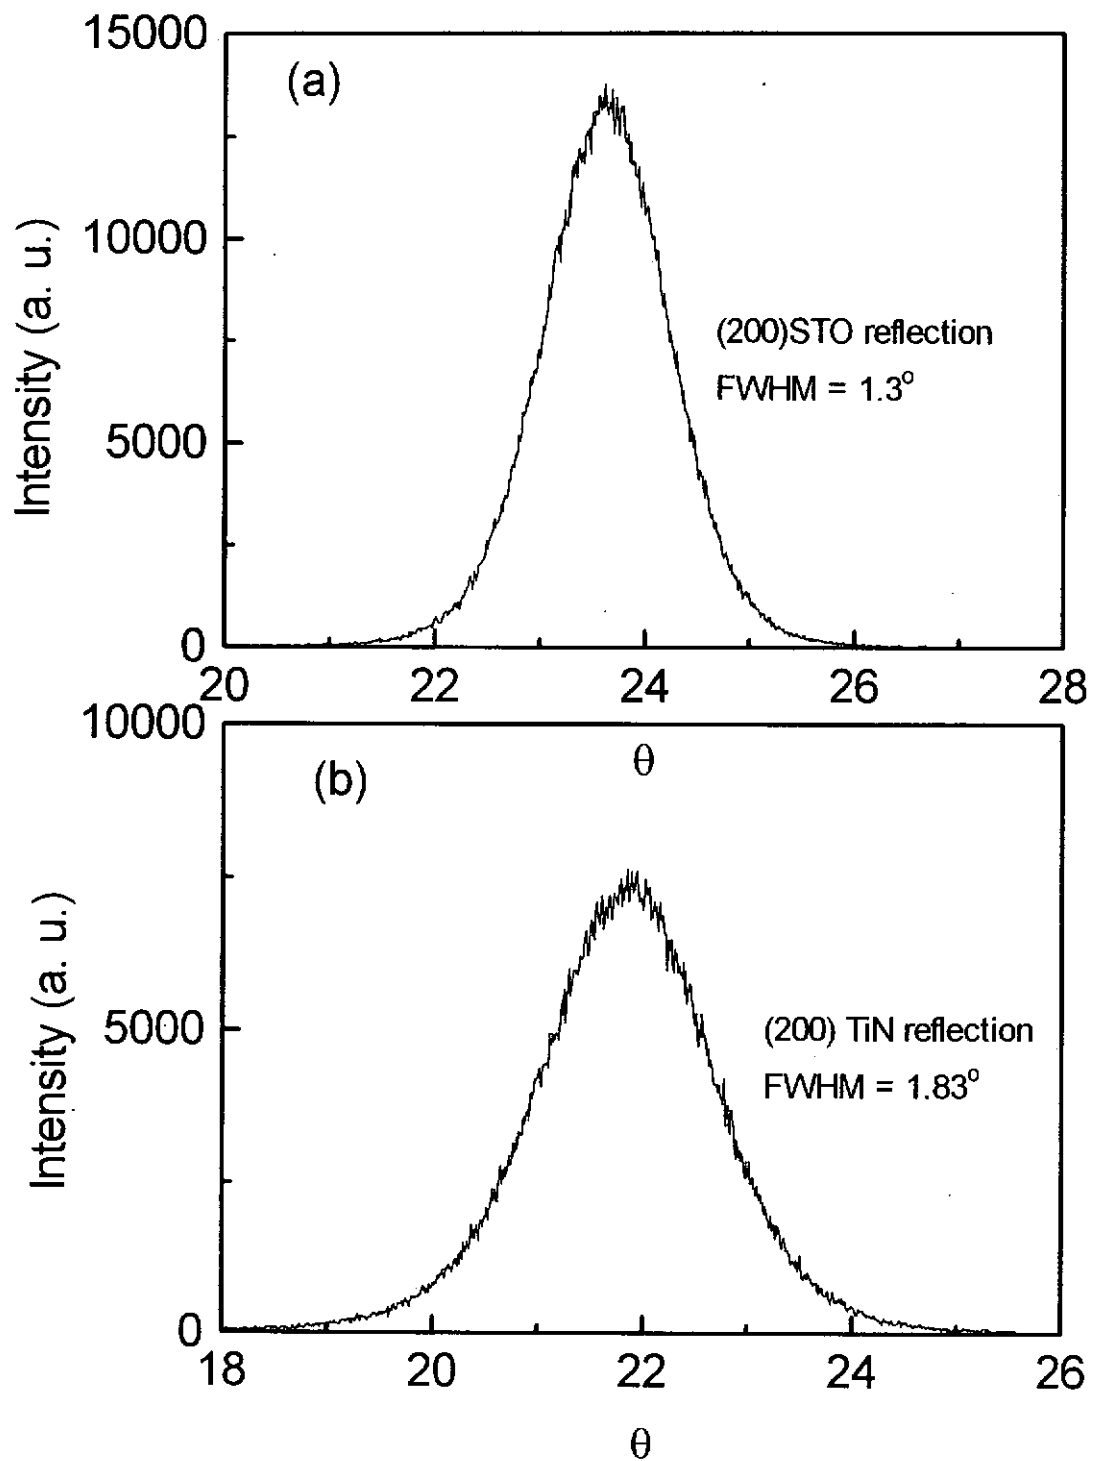 15000
(a)
10000
Intensity (a. u.)
(200)STO reflection
FWHM = 1.3°
5000
0
20 22 24 26 28
θ
10000
(b)
Intensity (a. u.)
5000
(200) TiN reflection
FWHM = 1.83°
0
18 20 22 24 26
θ